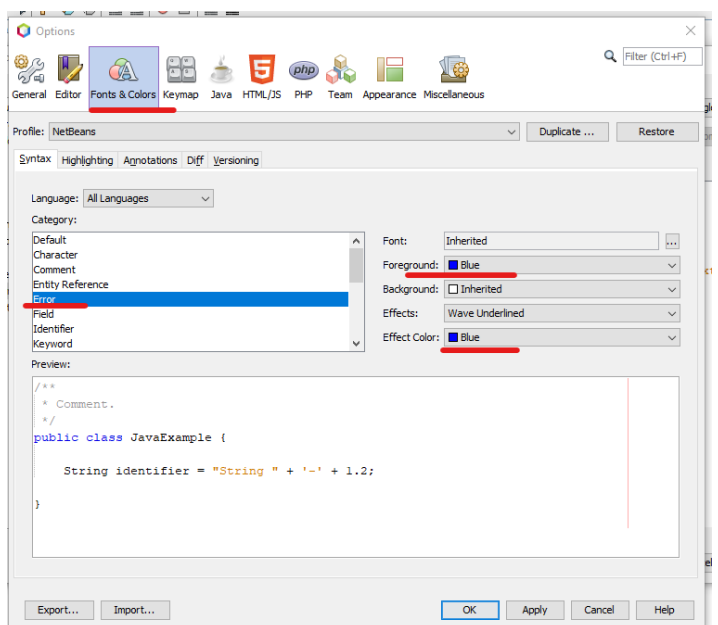 Options
Filter (Ctrl+F)
General Editor Fonts & Colors Keymap Java HTML/JS PHP Team Appearance Miscellaneous
php
Profile: NetBeans Duplicate ... Restore
Syntax Highlighting Annotations Diff Versioning
Language: All Languages
Category:
Default
Character
Comment
Entity Reference
Error
Field
Identifier
Keyword
Font: Inherited ...
Foreground: Blue
Background: Inherited
Effects: Wave Underlined
Effect Color: Blue
Preview:
/**
* Comment.
*/
public class JavaExample {
String identifier = "String " + '-' + 1.2;
}
Export... Import... OK Apply Cancel Help